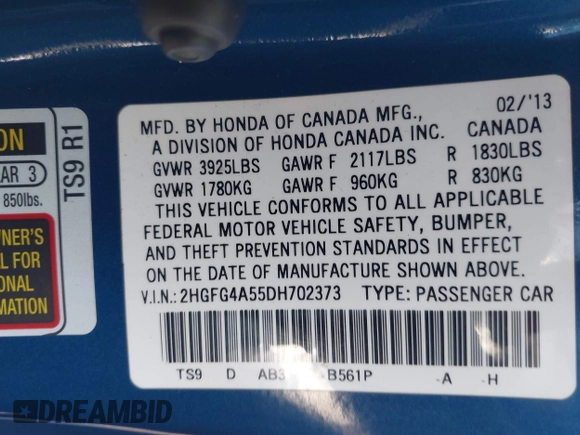 ON
AR 3
850lbs.
WNER'S
L FOR
ONAL
MATION
TS9 R1
02/'13
MFD. BY HONDA OF CANADA MFG.,
A DIVISION OF HONDA CANADA INC. CANADA
GVWR 3925LBS GAWR F 2117LBS R 1830LBS
GVWR 1780KG GAWR F 960KG R 830KG
THIS VEHICLE CONFORMS TO ALL APPLICABLE
FEDERAL MOTOR VEHICLE SAFETY, BUMPER,
AND THEFT PREVENTION STANDARDS IN EFFECT
ON THE DATE OF MANUFACTURE SHOWN ABOVE.
V.I.N.:2HGFG4A55DH702373 TYPE: PASSENGER CAR
TS9 D -B561P -A -H
DREAMBID